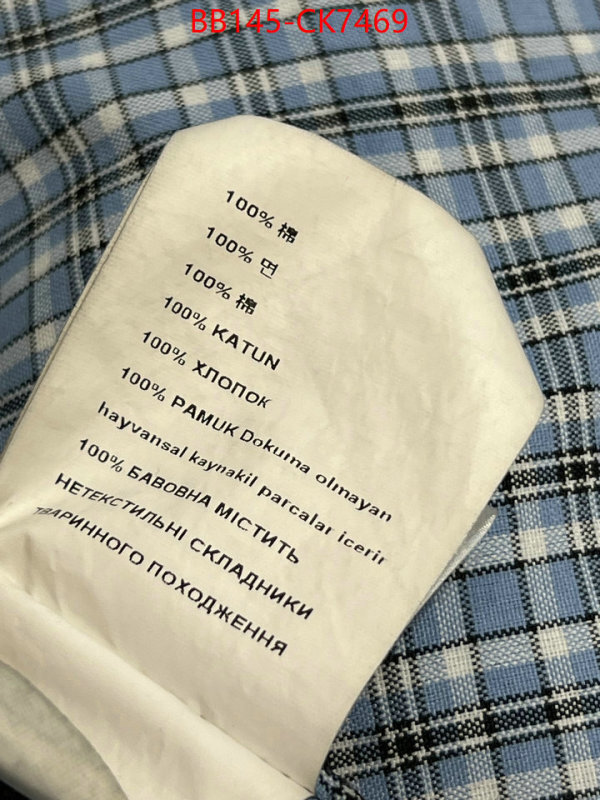 BB145-CK7469
100% 棉
100% 면
100% 棉
100% KATUN
100% ХЛОПОК
100% PAMUK Dokuma olmayan
hayvansal kaynakil parcalar icerir
100% БАВОВНА МІСТИТЬ
НЕТЕКСТИЛЬНІ СКЛАДНИКИ
ТВАРИННОГО ПОХОДЖЕННЯ